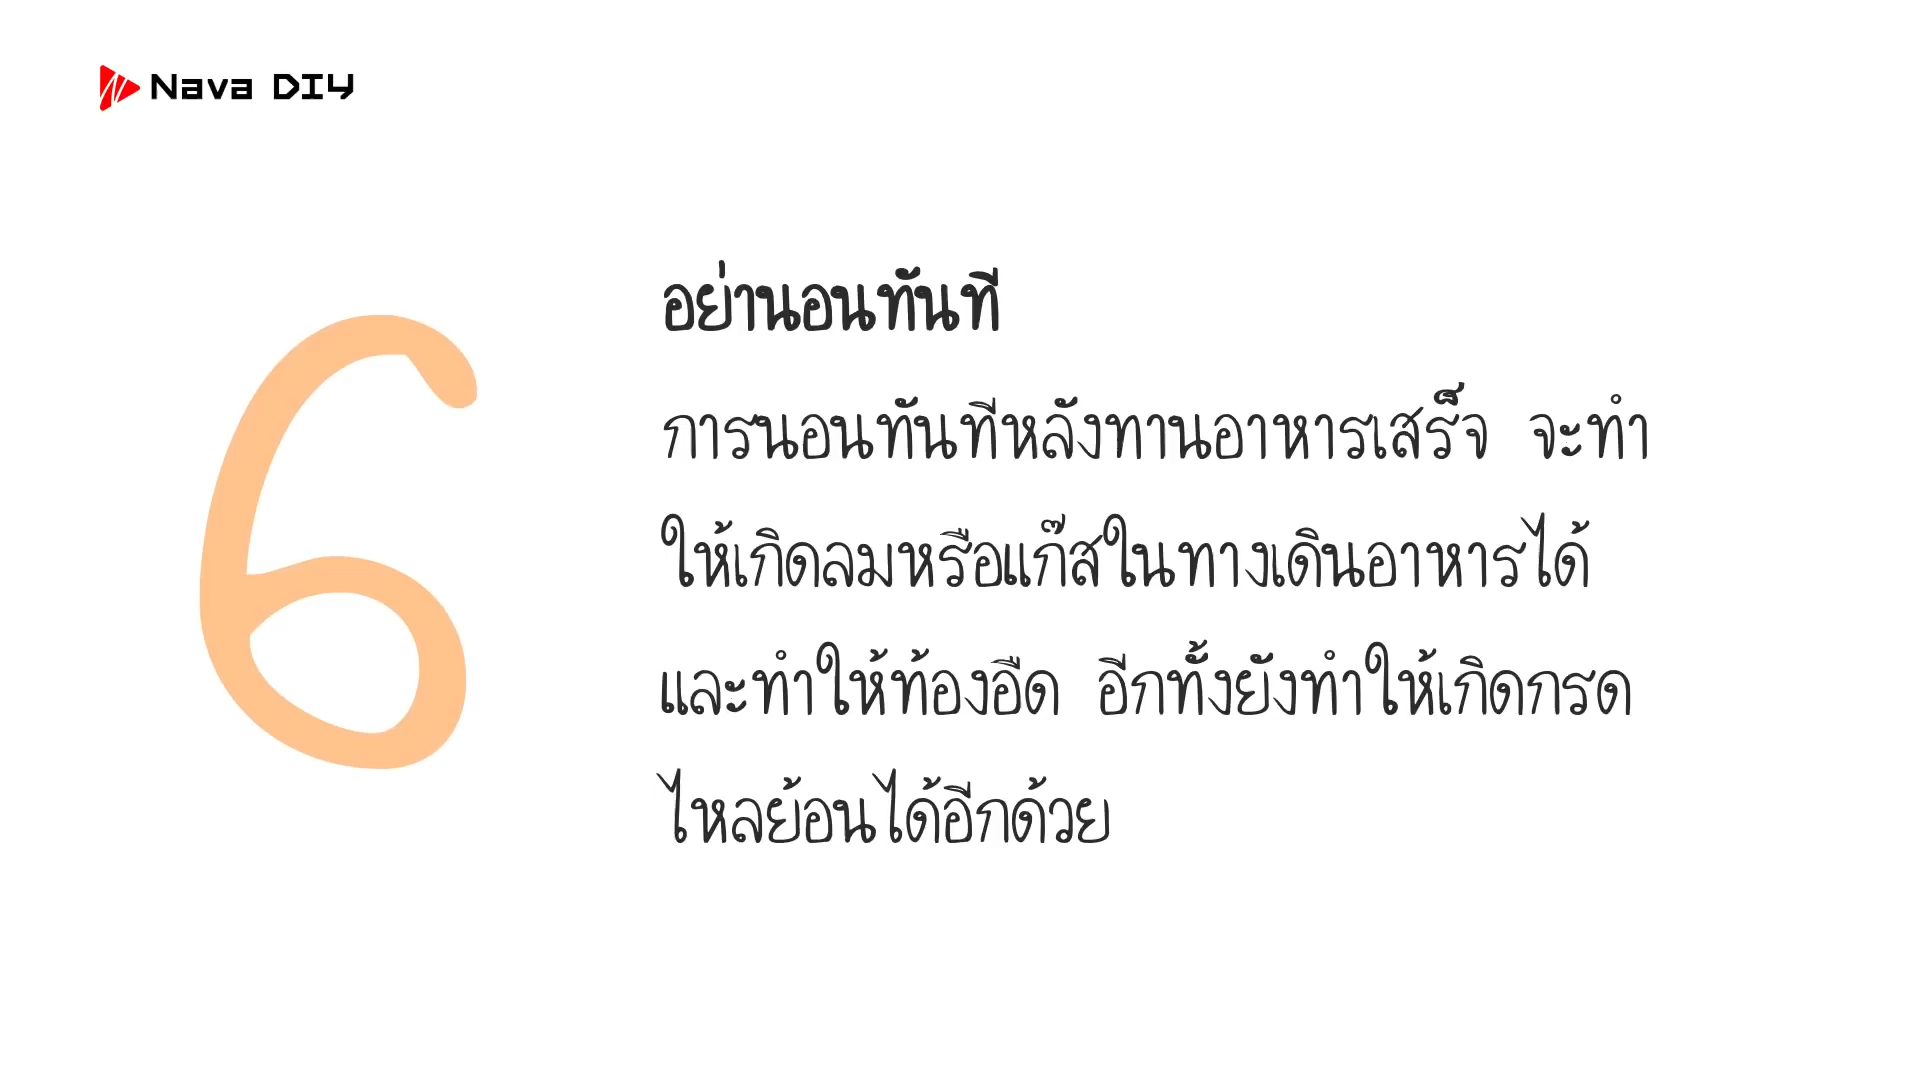 Nava DIY
6
อย่านอนทันที
การนอนทันทีหลังทานอาหารเสร็จ จะทำ
ให้เกิดลมหรือแก๊สในทางเดินอาหารได้
และทำให้ท้องอืด อีกทั้งยังทำให้เกิดกรด
ไหลย้อนได้อีกด้วย